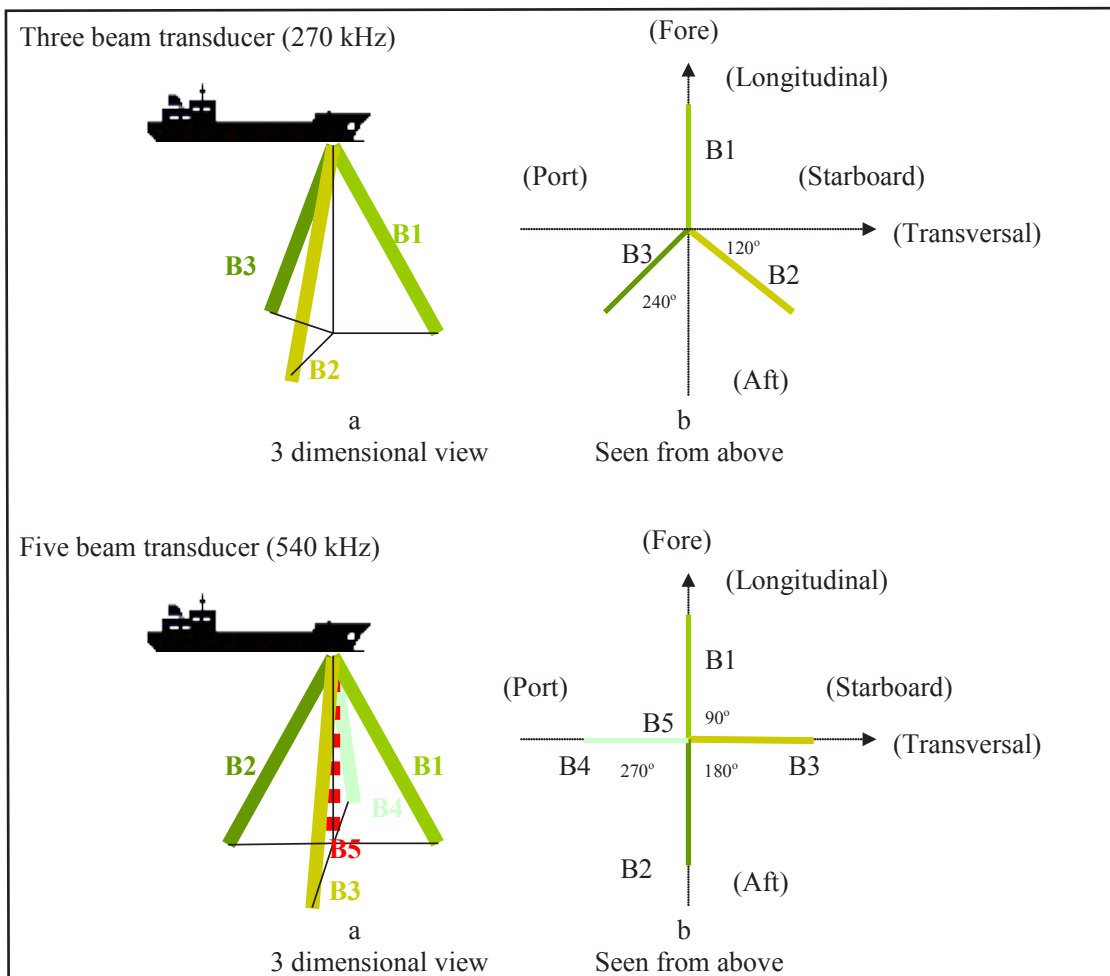 Three beam transducer (270 kHz)
(Fore)
(Longitudinal)
B1
(Port)
(Starboard)
B1
(Transversal)
B3
120º
B3
B2
240º
B2
(Aft)
a
b
3 dimensional view
Seen from above
Five beam transducer (540 kHz)
(Fore)
(Longitudinal)
B1
(Port)
(Starboard)
B5
90º
(Transversal)
B2
B1
B4
270º
180º
B3
B4
B5
B2
(Aft)
B3
a
b
3 dimensional view
Seen from above